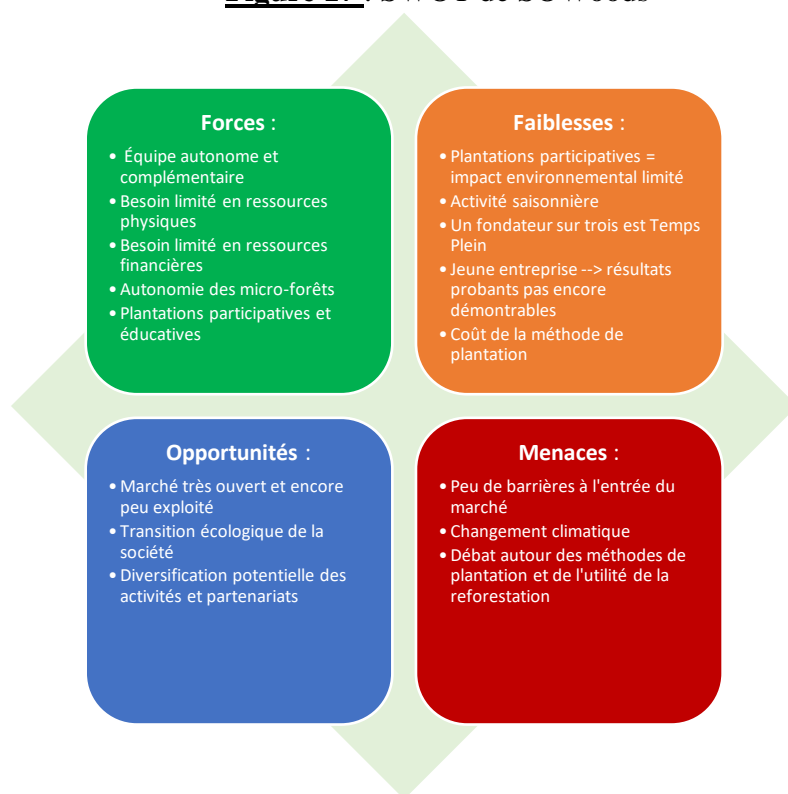 Figure : SWOT de
Forces :
• Équipe autonome et
complémentaire
• Besoin limité en ressources
physiques
• Besoin limité en ressources
financières
• Autonomie des micro-forêts
• Plantations participatives et
éducatives
Faiblesses :
• Plantations participatives =
impact environnemental limité
• Activité saisonnière
• Un fondateur sur trois est Temps
Plein
• Jeune entreprise --> résultats
probants pas encore
démontrables
• Coût de la méthode de
plantation
Opportunités :
• Marché très ouvert et encore
peu exploité
• Transition écologique de la
société
• Diversification potentielle des
activités et partenariats
Menaces :
• Peu de barrières à l'entrée du
marché
• Changement climatique
• Débat autour des méthodes de
plantation et de l'utilité de la
reforestation